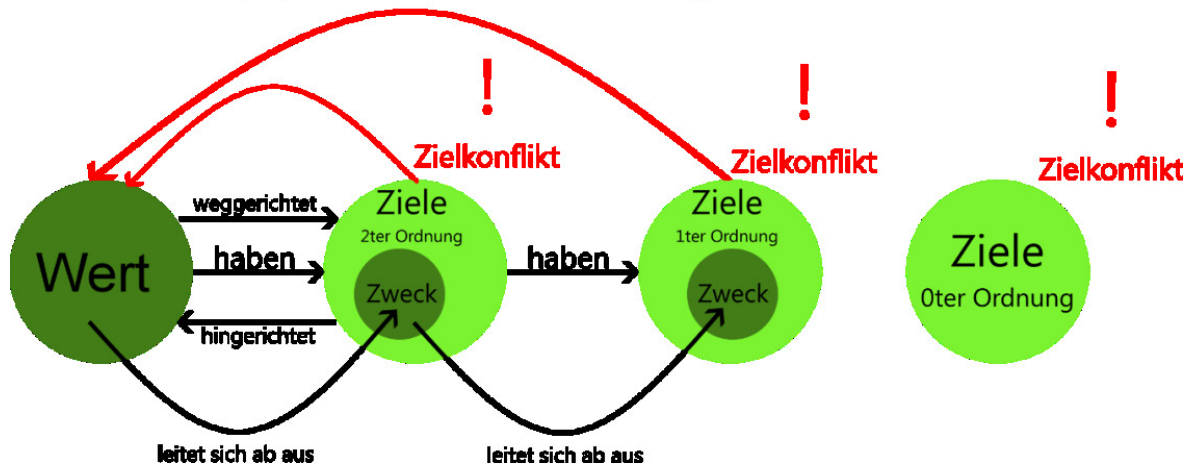 !
!
!
Zielkonflikt
Zielkonflikt
Zielkonflikt
Wert
weggerichtet
haben
hingerichtet
Ziele
2ter Ordnung
Zweck
haben
Ziele
1ter Ordnung
Zweck
Ziele
0ter Ordnung
leitet sich ab aus
leitet sich ab aus